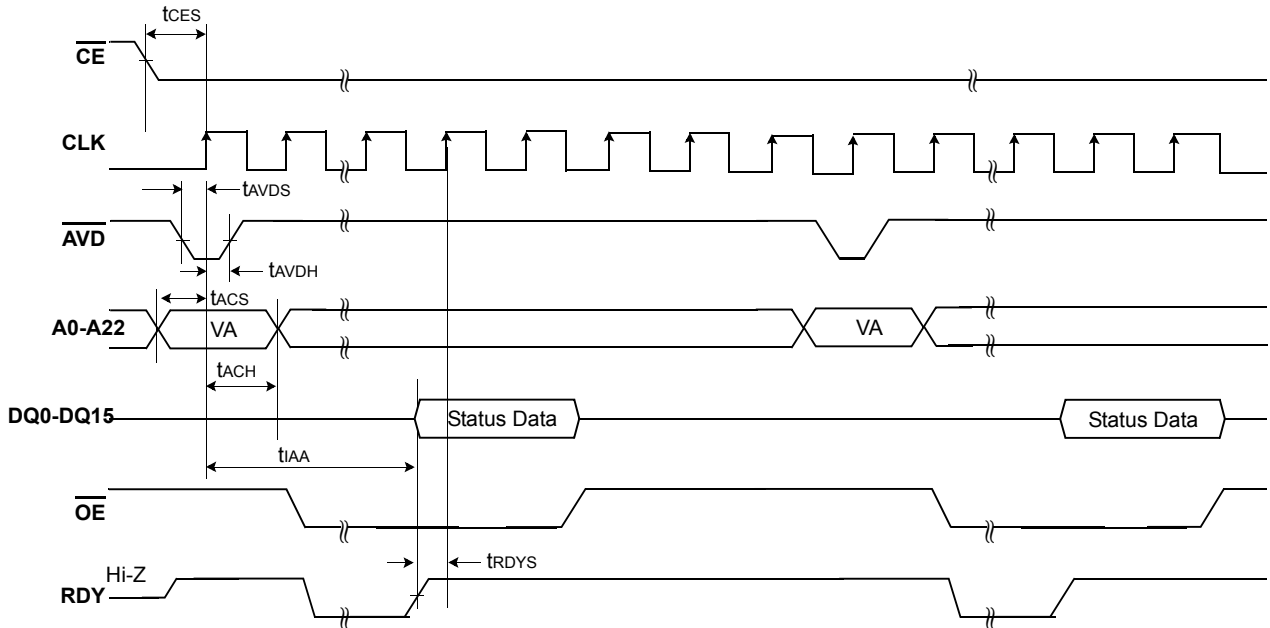 tCES
CE
CLK
tAVDS
AVD
tAVDH
tACS
A0-A22
VA
VA
tACH
DQ0-DQ15
Status Data
Status Data
tIAA
OE
tRDYS
Hi-Z
RDY